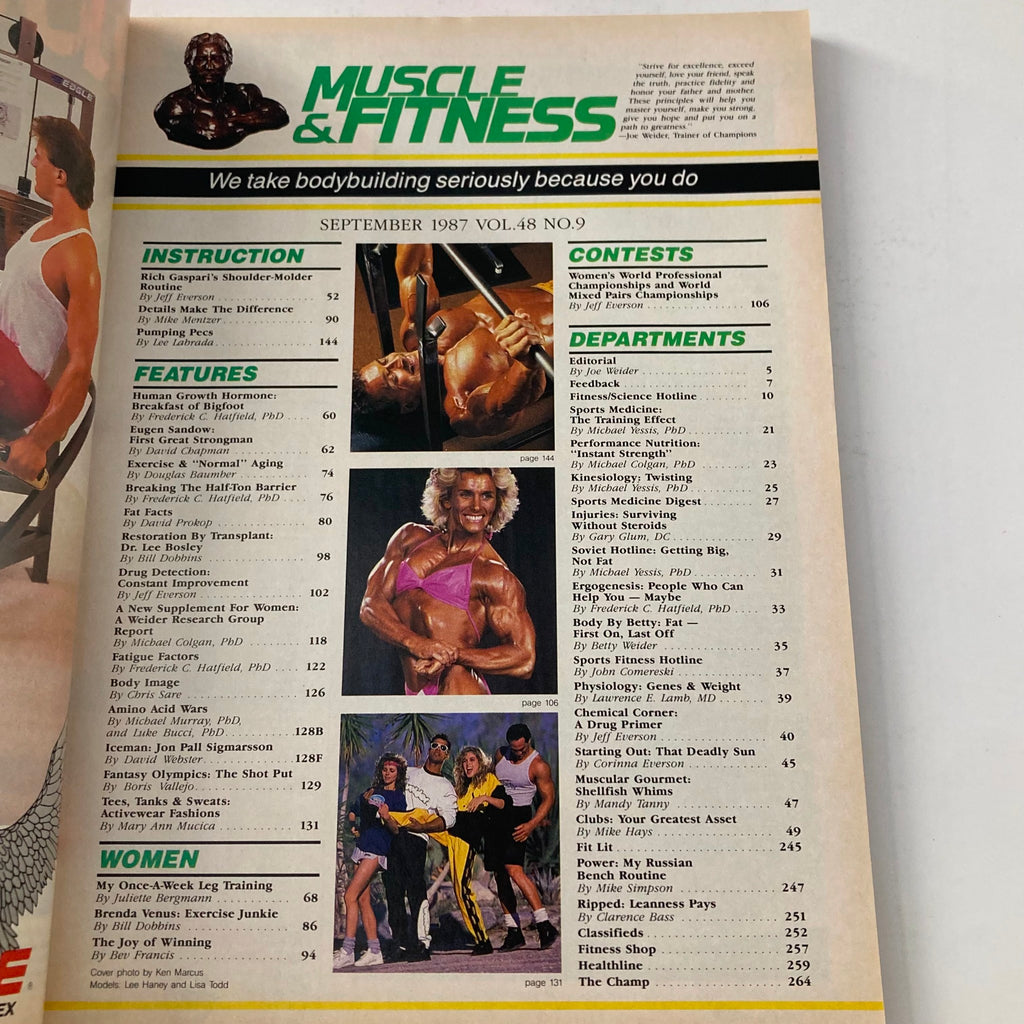 EAGLE
E
EX
MUSCLE
& FITNESS
"Strive for excellence, exceed
yourself, love your friend, speak
the truth, practice fidelity and
honor your father and mother.
These principles will help you
master yourself, make you strong,
give you hope and put you on a
path to greatness."
—Joe Weider, Trainer of Champions
We take bodybuilding seriously because you do
SEPTEMBER 1987 VOL.48 NO.9
INSTRUCTION
Rich Gaspari's Shoulder-Molder
Routine
By Jeff Everson 52
Details Make The Difference
By Mike Mentzer 90
Pumping Pecs
By Lee Labrada 144
FEATURES
Human Growth Hormone:
Breakfast of Bigfoot
By Frederick C. Hatfield, PhD 60
Eugen Sandow:
First Great Strongman
By David Chapman 62
Exercise & "Normal" Aging
By Douglas Baumber 74
Breaking The Half-Ton Barrier
By Frederick C. Hatfield, PhD 76
Fat Facts
By David Prokop 80
Restoration By Transplant:
Dr. Lee Bosley
By Bill Dobbins 98
Drug Detection:
Constant Improvement
By Jeff Everson 102
A New Supplement For Women:
A Weider Research Group
Report
By Michael Colgan, PhD 118
Fatigue Factors
By Frederick C. Hatfield, PhD 122
Body Image
By Chris Sare 126
Amino Acid Wars
By Michael Murray, PhD,
and Luke Bucci, PhD 128B
Iceman: Jon Pall Sigmarsson
By David Webster 128F
Fantasy Olympics: The Shot Put
By Boris Vallejo 129
Tees, Tanks & Sweats:
Activewear Fashions
By Mary Ann Mucica 131
WOMEN
My Once-A-Week Leg Training
By Juliette Bergmann 68
Brenda Venus: Exercise Junkie
By Bill Dobbins 86
The Joy of Winning
By Bev Francis 94
Cover photo by Ken Marcus
Models: Lee Haney and Lisa Todd
page 144
page 106
page 131
CONTESTS
Women's World Professional
Championships and World
Mixed Pairs Championships
By Jeff Everson 106
DEPARTMENTS
Editorial
By Joe Weider 5
Feedback 7
Fitness/Science Hotline 10
Sports Medicine:
The Training Effect
By Michael Yessis, PhD 21
Performance Nutrition:
"Instant Strength"
By Michael Colgan, PhD 23
Kinesiology: Twisting
By Michael Yessis, PhD 25
Sports Medicine Digest 27
Injuries: Surviving
Without Steroids
By Gary Glum, DC 29
Soviet Hotline: Getting Big,
Not Fat
By Michael Yessis, PhD 31
Ergogenesis: People Who Can
Help You — Maybe
By Frederick C. Hatfield, PhD 33
Body By Betty: Fat —
First On, Last Off
By Betty Weider 35
Sports Fitness Hotline
By John Comereski 37
Physiology: Genes & Weight
By Lawrence E. Lamb, MD 39
Chemical Corner:
A Drug Primer
By Jeff Everson 40
Starting Out: That Deadly Sun
By Corinna Everson 45
Muscular Gourmet:
Shellfish Whims
By Mandy Tanny 47
Clubs: Your Greatest Asset
By Mike Hays 49
Fit Lit 245
Power: My Russian
Bench Routine
By Mike Simpson 247
Ripped: Leanness Pays
By Clarence Bass 251
Classifieds 252
Fitness Shop 257
Healthline 259
The Champ 264